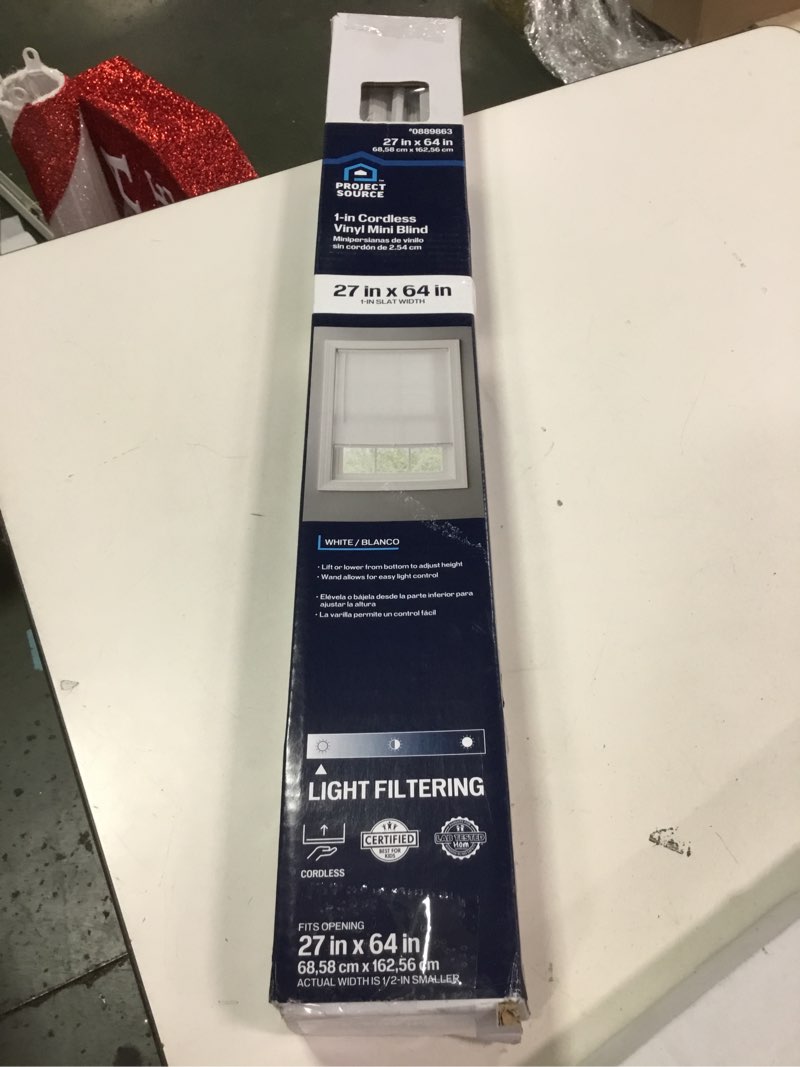 #0889863
27 in x 64 in
68,58 cm x 162,56 cm
PROJECT
SOURCE
1-in Cordless
Vinyl Mini Blind
Minipersianas de vinilo
sin cordón de 2.54 cm
27 in x 64 in
1-IN SLAT WIDTH
WHITE / BLANCO
• Lift or lower from bottom to adjust height
• Wand allows for easy light control
• Elévela o bájela desde la parte inferior para
ajustar la altura
• La varilla permite un control fácil
LIGHT FILTERING
CORDLESS
CERTIFIED
BEST FOR
KIDS
LAB TESTED
Hom
FITS OPENING
27 in x 64 in
68,58 cm x 162,56 cm
ACTUAL WIDTH IS 1/2-IN SMALLER